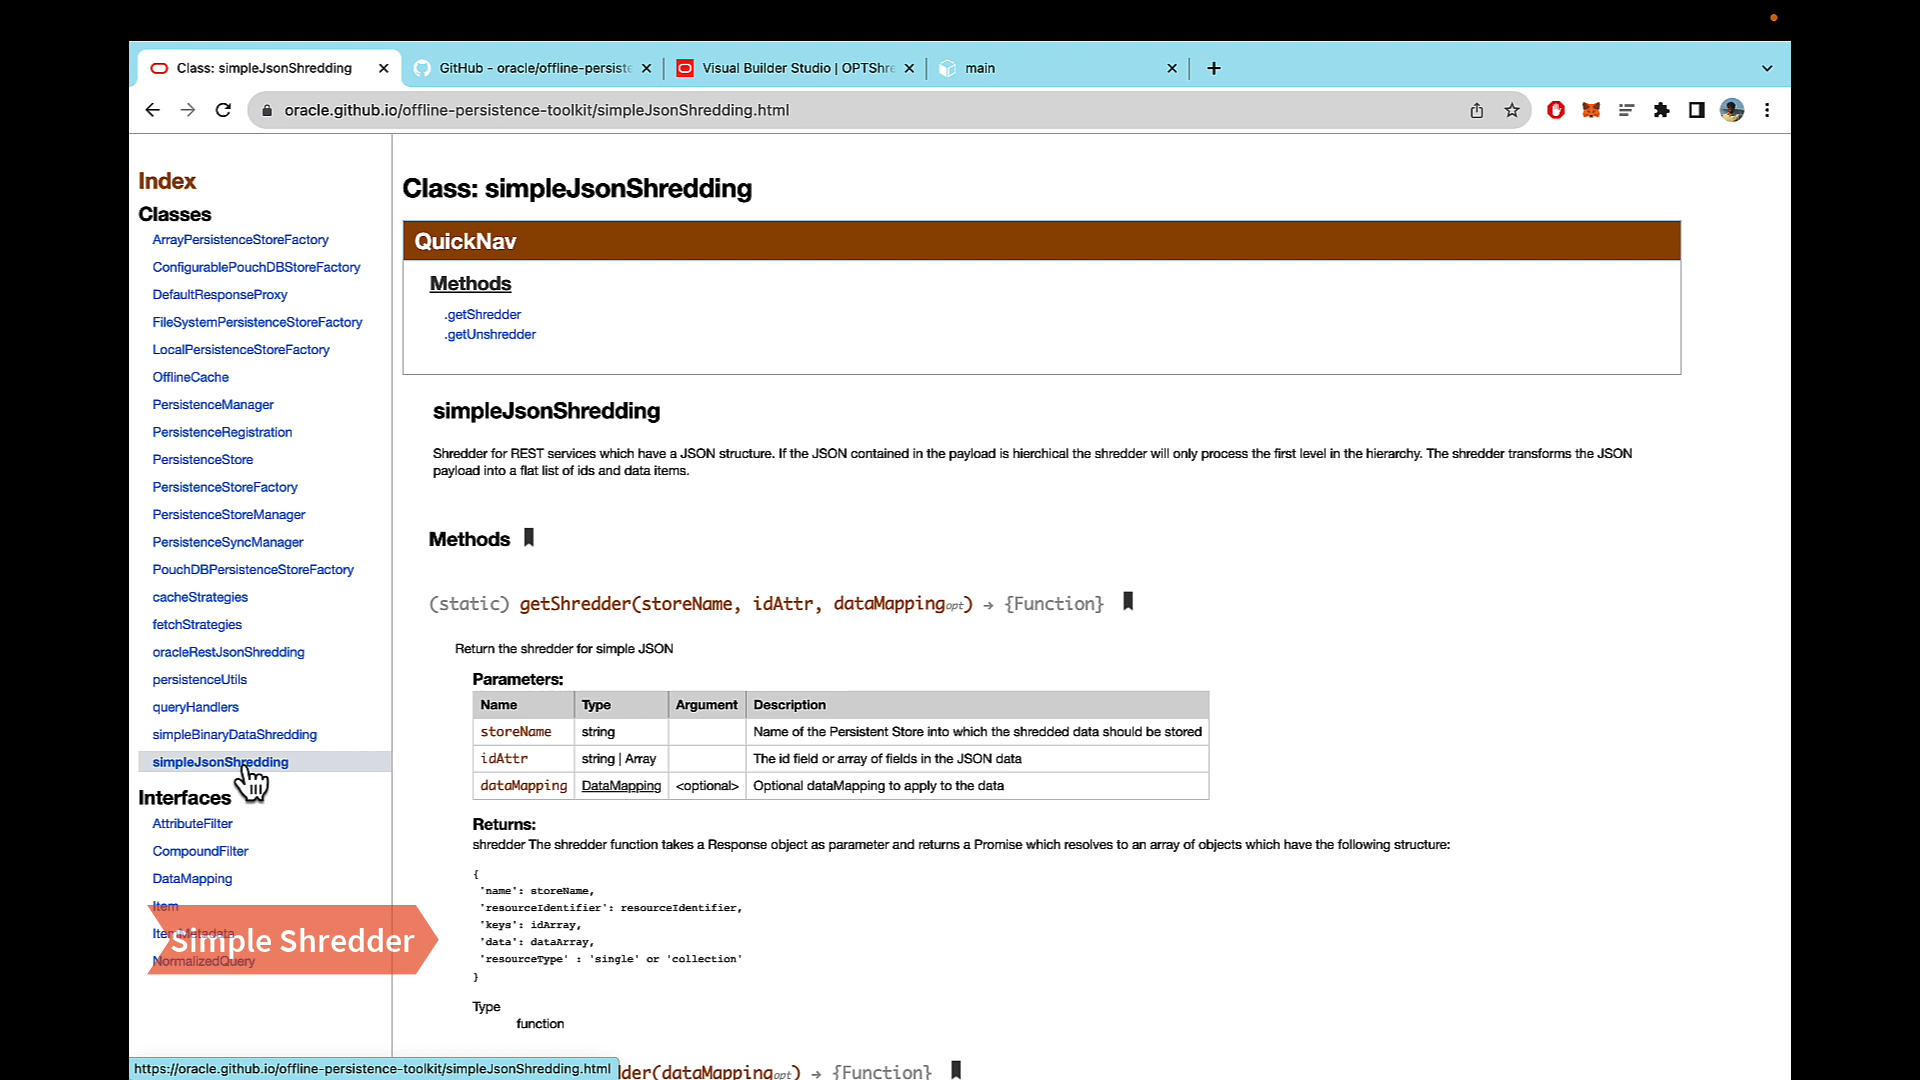 Class: simpleJsonShredding
GitHub - oracle/offline-persiste
Visual Builder Studio | OPTShre
main
oracle.github.io/offline-persistence-toolkit/simpleJsonShredding.html
Index
Classes
ArrayPersistenceStoreFactory
ConfigurablePouchDBStoreFactory
DefaultResponseProxy
FileSystemPersistenceStoreFactory
LocalPersistenceStoreFactory
OfflineCache
PersistenceManager
PersistenceRegistration
PersistenceStore
PersistenceStoreFactory
PersistenceStoreManager
PersistenceSyncManager
PouchDBPersistenceStoreFactory
cacheStrategies
fetchStrategies
oracleRestJsonShredding
persistenceUtils
queryHandlers
simpleBinaryDataShredding
simpleJsonShredding
Interfaces
AttributeFilter
CompoundFilter
DataMapping
Item
ItemMetadata
NormalizedQuery
Simple Shredder
https://oracle.github.io/offline-persistence-toolkit/simpleJsonShredding.html
Class: simpleJsonShredding
QuickNav
Methods
.getShredder
.getUnshredder
simpleJsonShredding
Shredder for REST services which have a JSON structure. If the JSON contained in the payload is hierchical the shredder will only process the first level in the hierarchy. The shredder transforms the JSON
payload into a flat list of ids and data items.
Methods
(static) getShredder(storeName, idAttr, dataMapping opt) → {Function}
Return the shredder for simple JSON
Parameters:
Name Type Argument Description
storeName string Name of the Persistent Store into which the shredded data should be stored
idAttr string | Array The id field or array of fields in the JSON data
dataMapping DataMapping <optional> Optional dataMapping to apply to the data
Returns:
shredder The shredder function takes a Response object as parameter and returns a Promise which resolves to an array of objects which have the following structure:
{
'name': storeName,
'resourceIdentifier': resourceIdentifier,
'keys': idArray,
'data': dataArray,
'resourceType' : 'single' or 'collection'
}
Type
function
lder(dataMapping opt) → {Function}